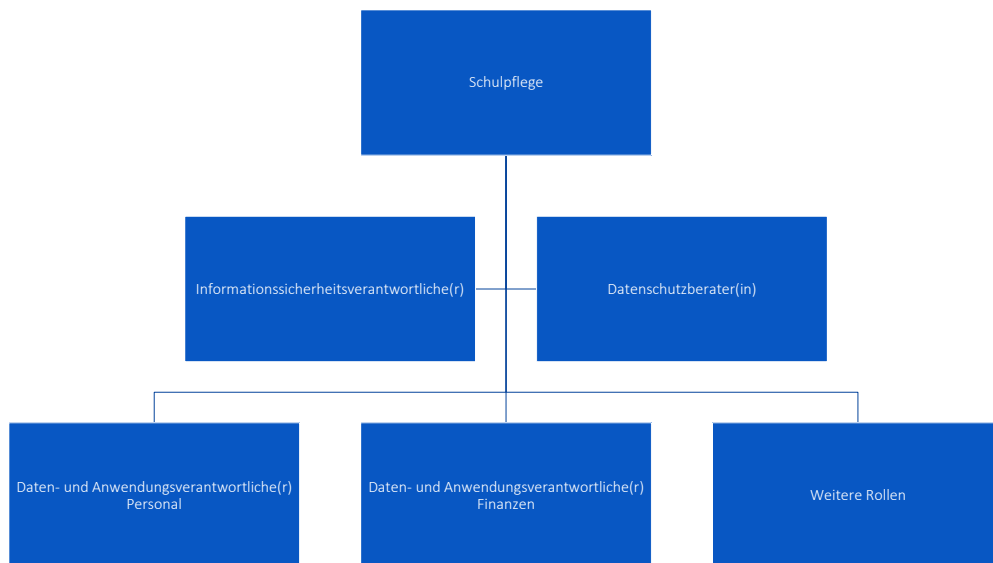 Schulpflege
Informationssicherheitsverantwortliche(r)
Datenschutzberater(in)
Daten- und Anwendungsverantwortliche(r)
Personal
Daten- und Anwendungsverantwortliche(r)
Finanzen
Weitere Rollen